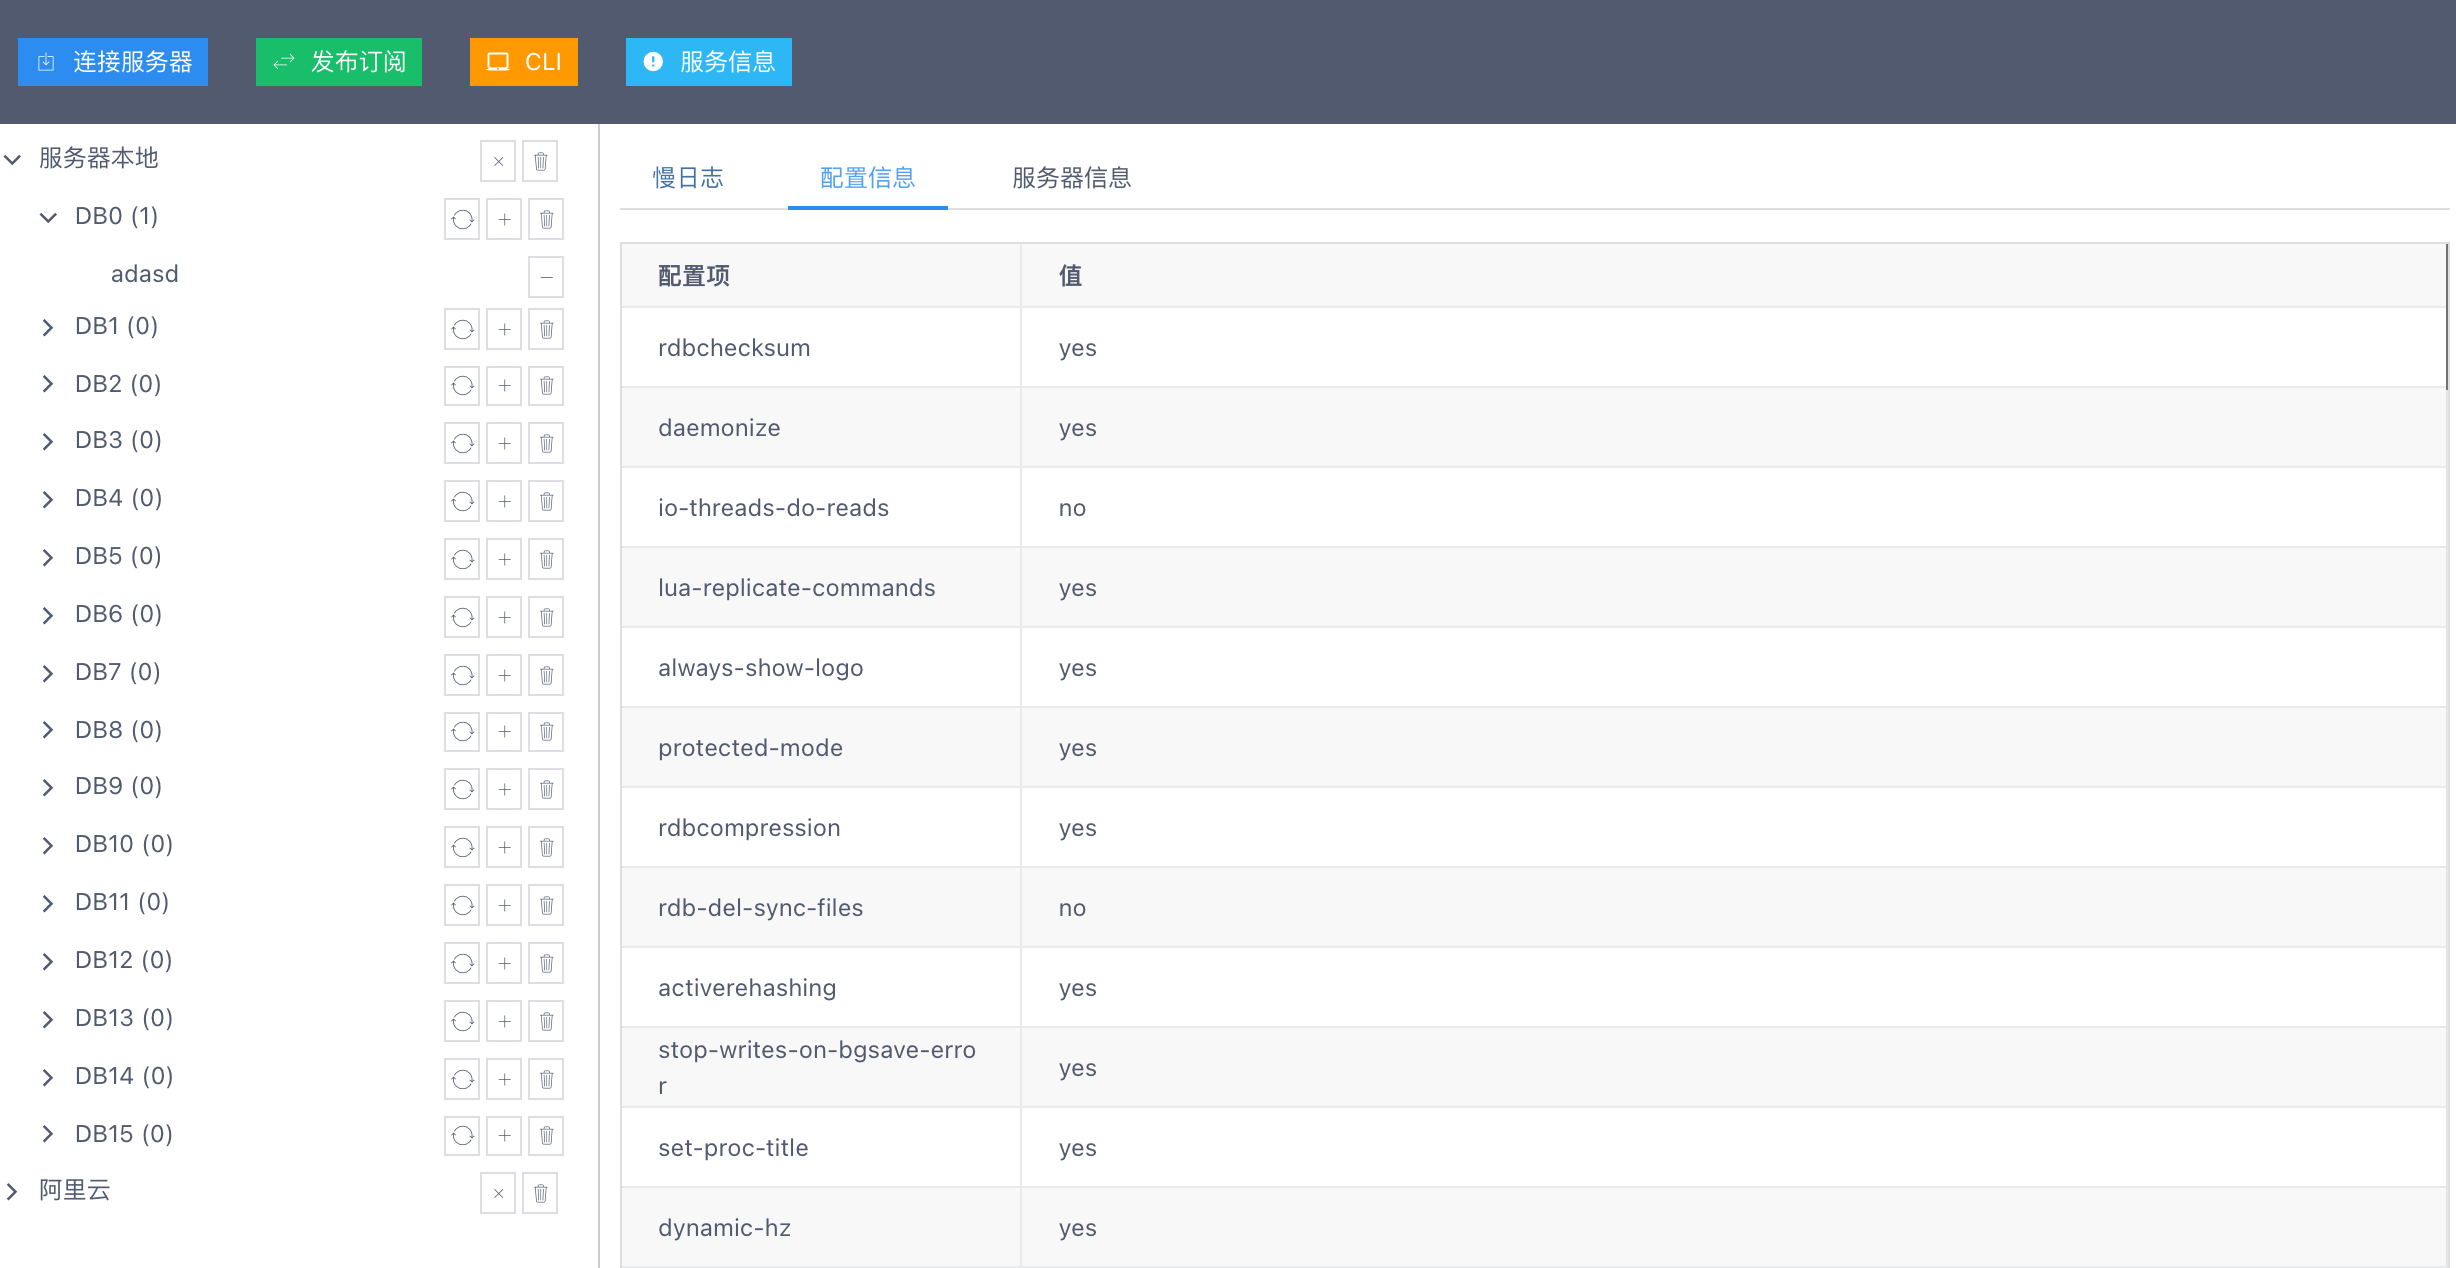 连接服务器
发布订阅
CLI
服务信息
服务器本地
DB0 (1)
adasd
DB1 (0)
DB2 (0)
DB3 (0)
DB4 (0)
DB5 (0)
DB6 (0)
DB7 (0)
DB8 (0)
DB9 (0)
DB10 (0)
DB11 (0)
DB12 (0)
DB13 (0)
DB14 (0)
DB15 (0)
阿里云
慢日志 配置信息 服务器信息
配置项 值
rdbchecksum yes
daemonize yes
io-threads-do-reads no
lua-replicate-commands yes
always-show-logo yes
protected-mode yes
rdbcompression yes
rdb-del-sync-files no
activerehashing yes
stop-writes-on-bgsave-erro
r yes
set-proc-title yes
dynamic-hz yes